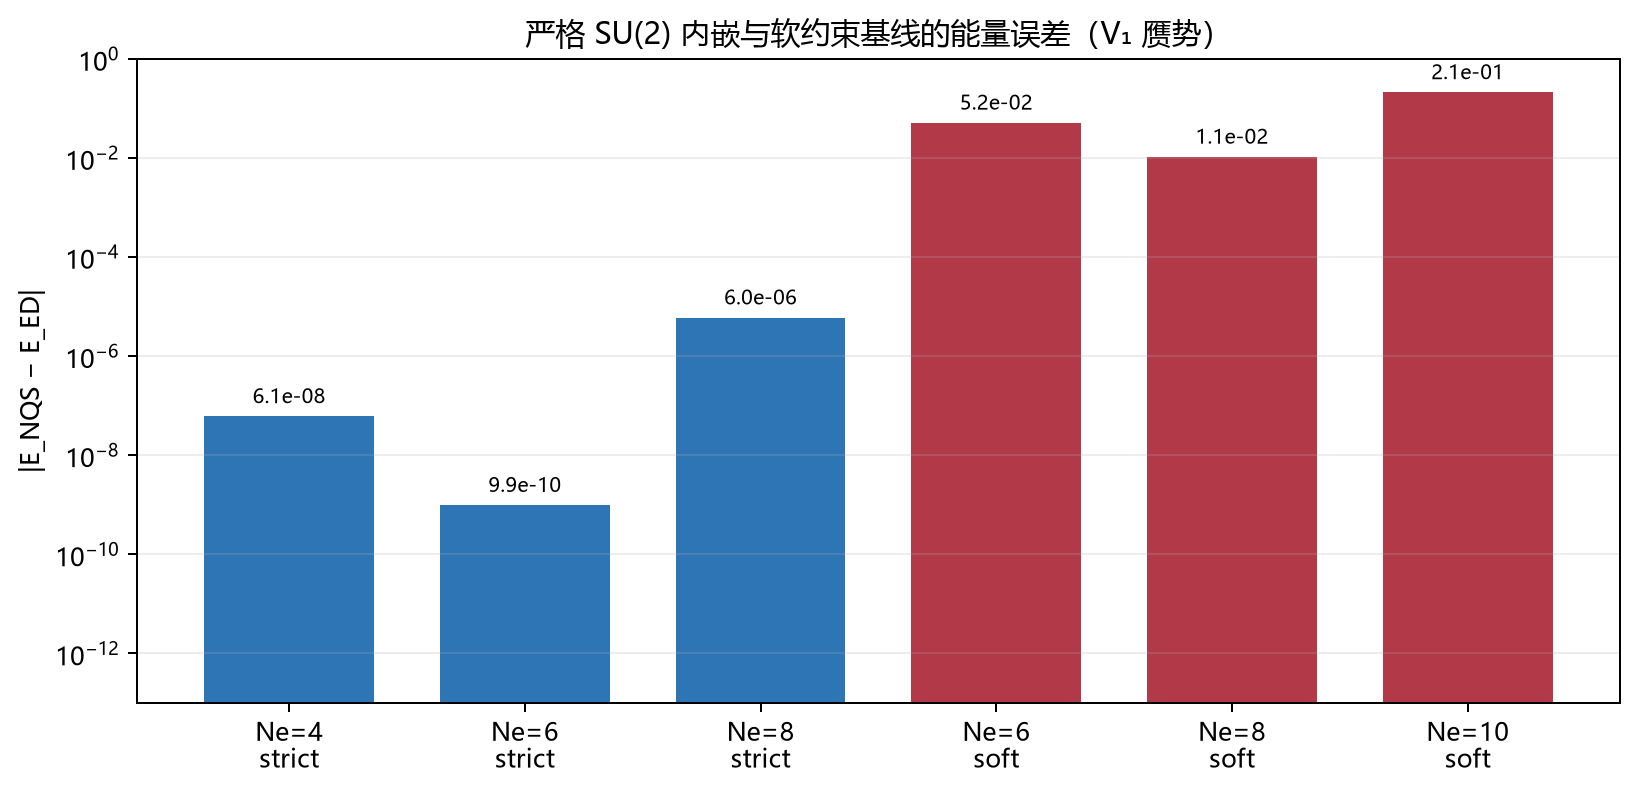 严格 SU(2) 内嵌与软约束基线的能量误差（V₁ 赝势）
|E_NQS − E_ED|
10⁰
10⁻²
10⁻⁴
10⁻⁶
10⁻⁸
10⁻¹⁰
10⁻¹²
6.1e-08
9.9e-10
6.0e-06
5.2e-02
1.1e-02
2.1e-01
Ne=4
strict
Ne=6
strict
Ne=8
strict
Ne=6
soft
Ne=8
soft
Ne=10
soft